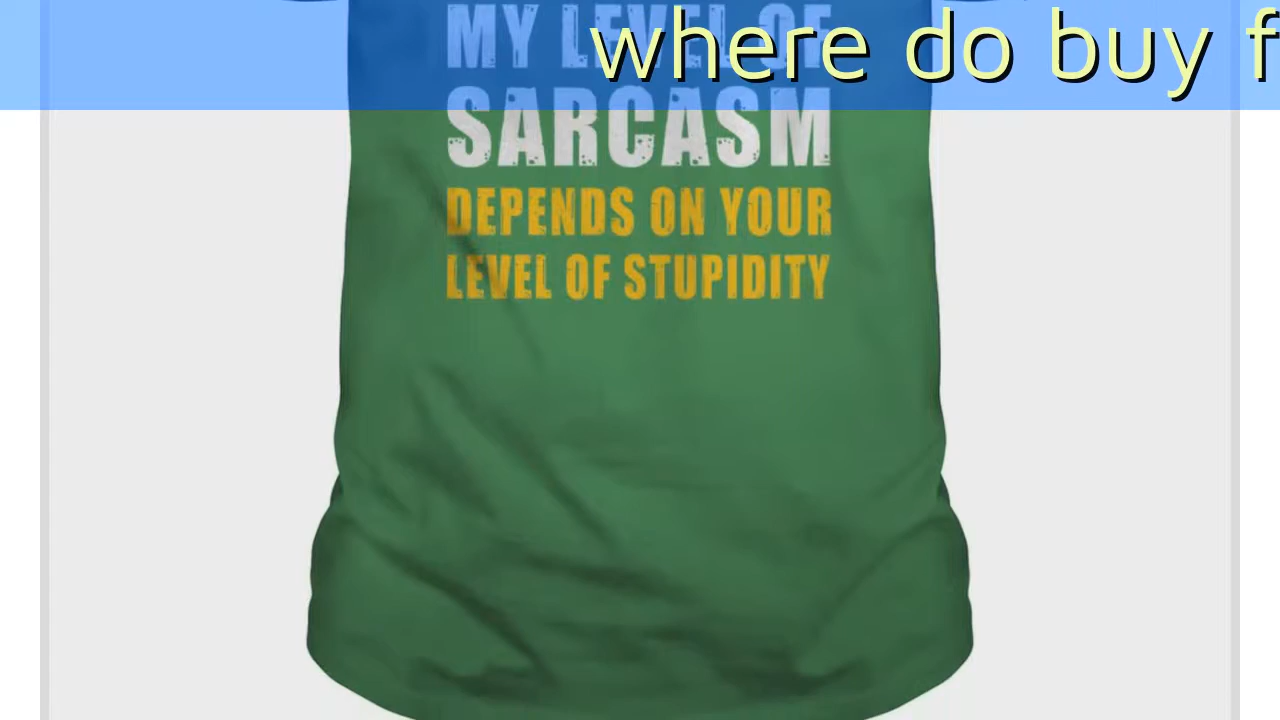 where do buy f
MY LEVEL OF
SARCASM
DEPENDS ON YOUR
LEVEL OF STUPIDITY